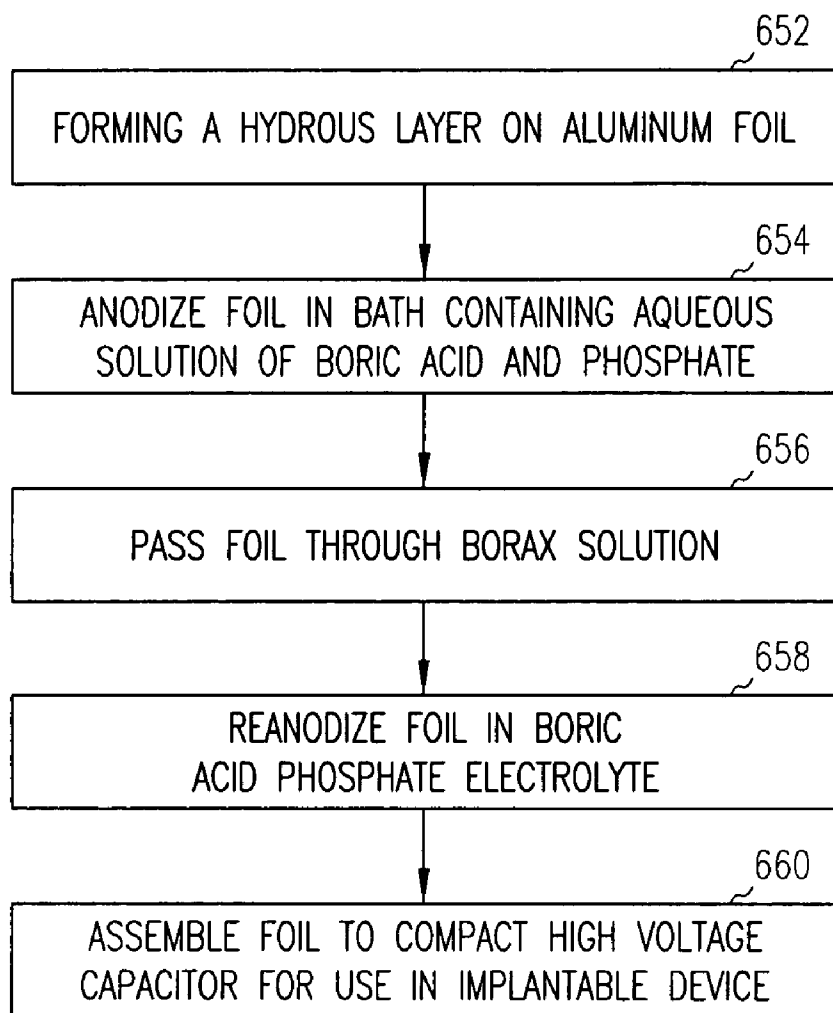 652
FORMING A HYDROUS LAYER ON ALUMINUM FOIL
654
ANODIZE FOIL IN BATH CONTAINING AQUEOUS
SOLUTION OF BORIC ACID AND PHOSPHATE
656
PASS FOIL THROUGH BORAX SOLUTION
658
REANODIZE FOIL IN BORIC
ACID PHOSPHATE ELECTROLYTE
660
ASSEMBLE FOIL TO COMPACT HIGH VOLTAGE
CAPACITOR FOR USE IN IMPLANTABLE DEVICE